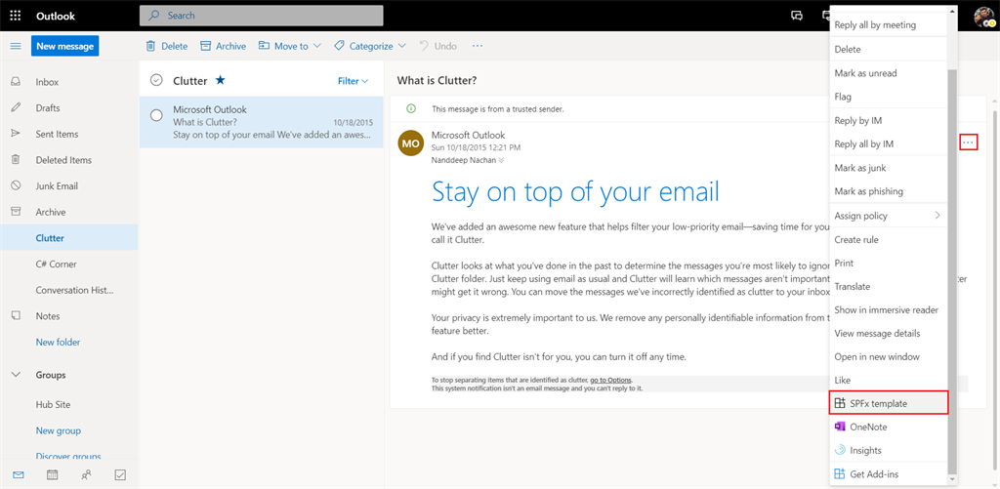 Outlook
Search
New message
Delete
Archive
Move to
Categorize
Undo
Inbox
Drafts
Sent Items
Deleted Items
Junk Email
Archive
Clutter
C# Corner
Conversation Hist...
Notes
New folder
Groups
Hub Site
New group
Discover groups
Clutter
Filter
Microsoft Outlook
What is Clutter?
10/18/2015
Stay on top of your email We've added an awes...
What is Clutter?
This message is from a trusted sender.
MO
Microsoft Outlook
Sun 10/18/2015 12:21 PM
Nanddeep Nachan
Stay on top of your email
We've added an awesome new feature that helps filter your low-priority email—saving time for you
call it Clutter.
Clutter looks at what you've done in the past to determine the messages you're most likely to ignor
Clutter folder. Just keep using email as usual and Clutter will learn which messages aren't important
ter
might get it wrong. You can move the messages we've incorrectly identified as clutter to your inbox
Your privacy is extremely important to us. We remove any personally identifiable information from t
feature better.
And if you find Clutter isn't for you, you can turn it off any time.
To stop separating items that are identified as clutter, go to Options.
This system notification isn't an email message and you can't reply to it.
Reply all by meeting
Delete
Mark as unread
Flag
Reply by IM
Reply all by IM
Mark as junk
Mark as phishing
Assign policy
Create rule
Print
Translate
Show in immersive reader
View message details
Open in new window
Like
SPFx template
OneNote
Insights
Get Add-ins